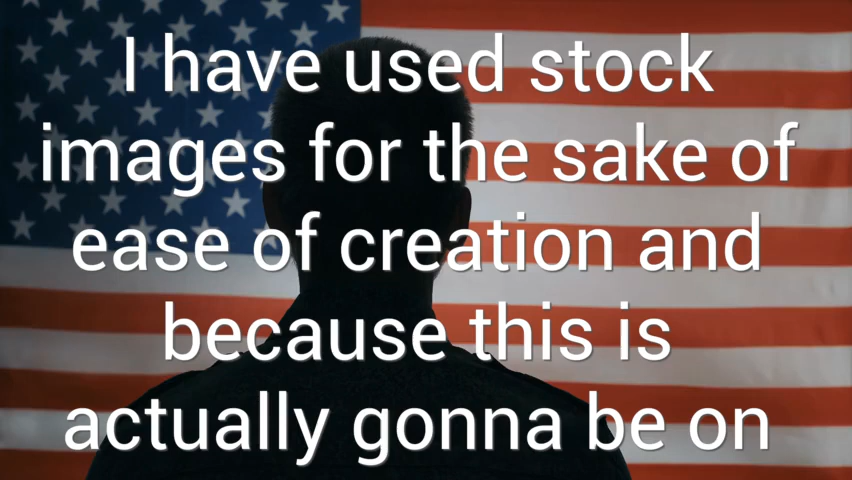 I have used stock
images for the sake of
ease of creation and
because this is
actually gonna be on